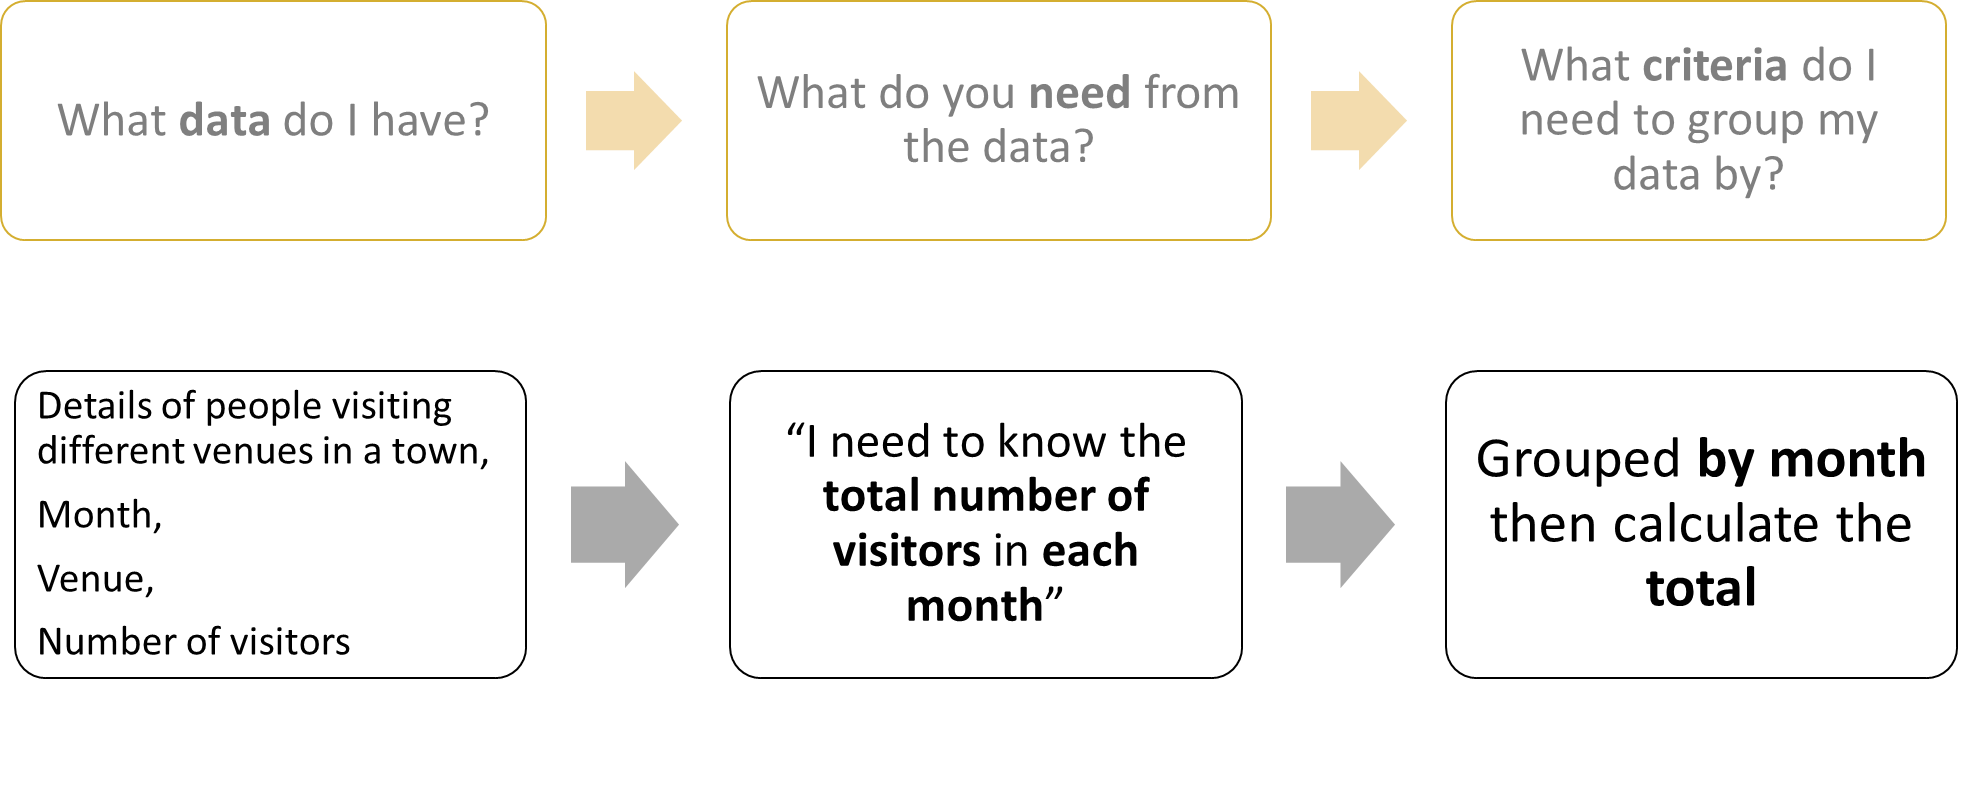 What data do I have?
What do you need from
the data?
What criteria do I
need to group my
data by?
Details of people visiting
different venues in a town,
Month,
Venue,
Number of visitors
“I need to know the
total number of
visitors in each
month”
Grouped by month
then calculate the
total